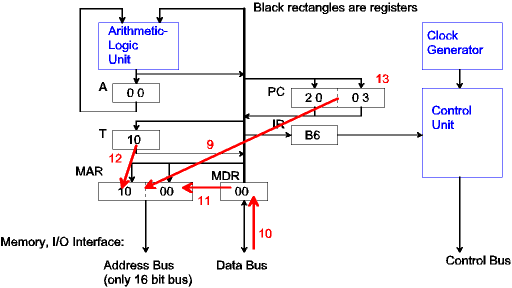 Black rectangles are registers
Arithmetic-
Logic
Unit
Clock
Generator
A
0 0
PC
13
2 0
0 3
Control
Unit
T
10
9
IR
B6
12
MAR
MDR
10
00
00
11
10
Memory, I/O Interface:
Address Bus
(only 16 bit bus)
Data Bus
Control Bus